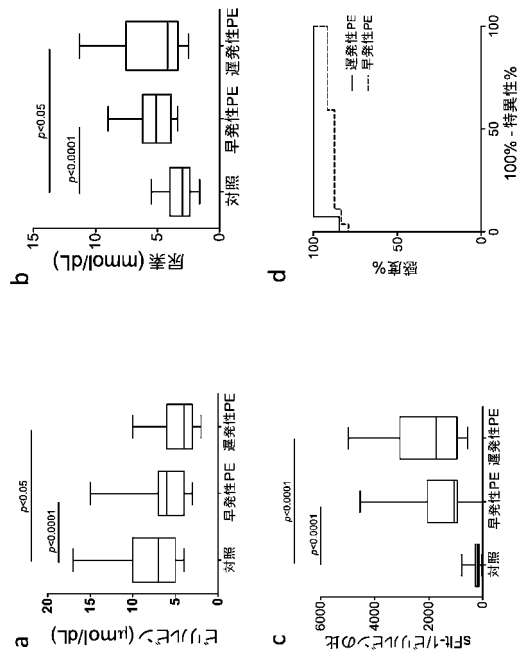 a
ビリルビン (μmol/dL)
20
15
10
5
0
p<0.05
p<0.0001
対照
早発性PE
遅発性PE
b
尿素 (mmol/dL)
15
10
5
0
p<0.05
p<0.0001
対照
早発性PE
遅発性PE
c
sFlt-1/ビリルビンの比
6000
4000
2000
0
p<0.0001
p<0.0001
対照
早発性PE
遅発性PE
d
感度%
100
50
0
遅発性PE
早発性PE
0
50
100
100% - 特異性%